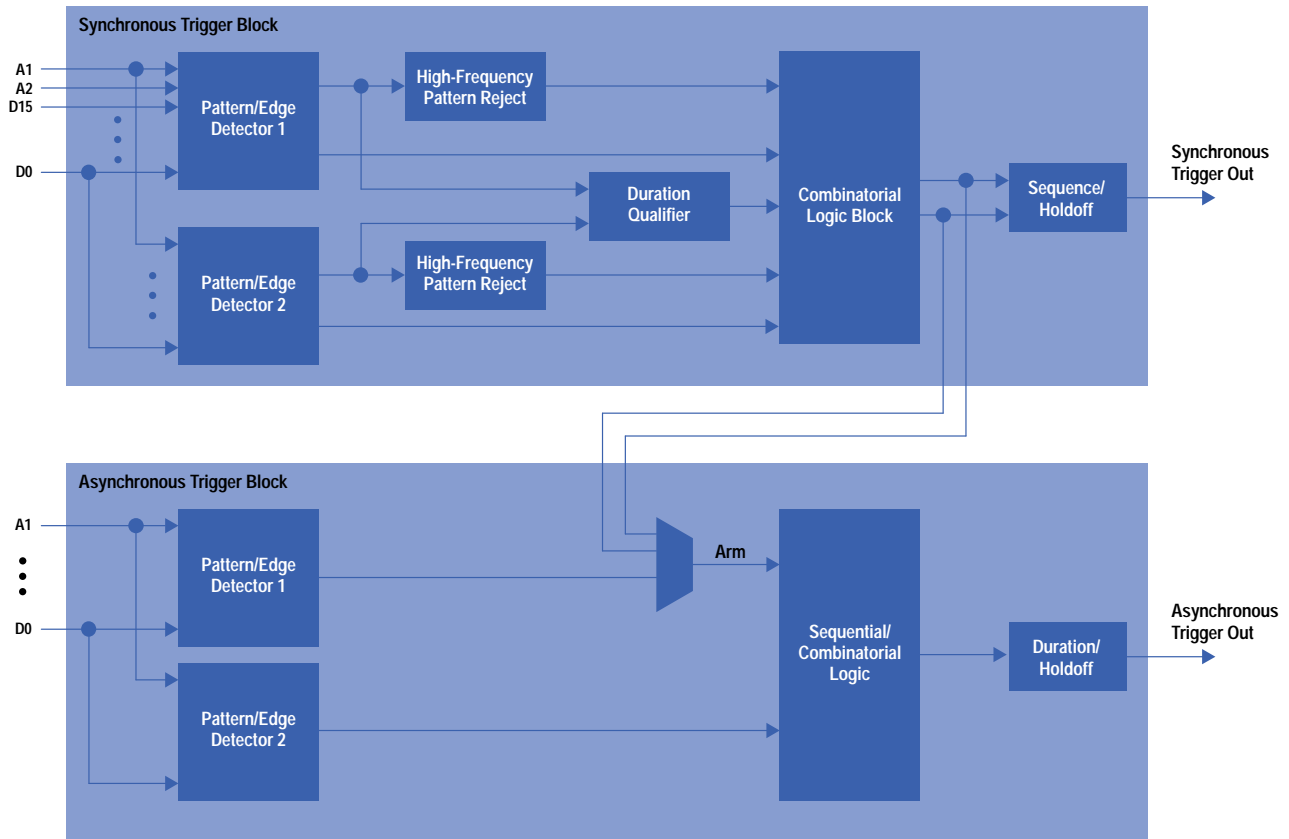 Synchronous Trigger Block
A1
A2
D15
D0
Pattern/Edge
Detector 1
High-Frequency
Pattern Reject
Duration
Qualifier
Pattern/Edge
Detector 2
High-Frequency
Pattern Reject
Combinatorial
Logic Block
Sequence/
Holdoff
Synchronous
Trigger Out
Asynchronous Trigger Block
A1
D0
Pattern/Edge
Detector 1
Pattern/Edge
Detector 2
Arm
Sequential/
Combinatorial
Logic
Duration/
Holdoff
Asynchronous
Trigger Out